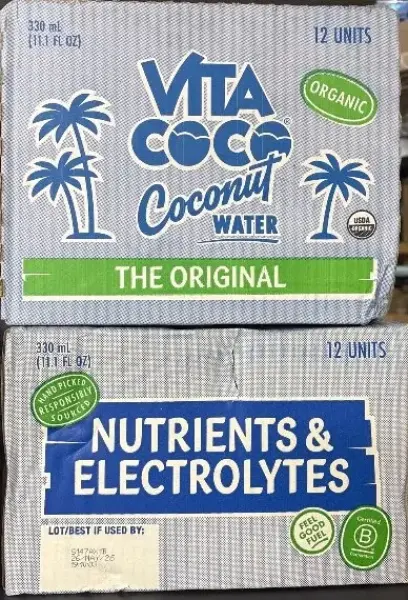 330 mL
(11.1 FL OZ)
12 UNITS
VITA
COCO®
ORGANIC
Coconut
WATER
USDA
ORGANIC
THE ORIGINAL
330 mL
(11.1 FL OZ)
12 UNITS
HAND PICKED
RESPONSIBLY
SOURCED
NUTRIENTS &
ELECTROLYTES
LOT/BEST IF USED BY:
FEEL
GOOD
FUEL
Certified
B
Corporation